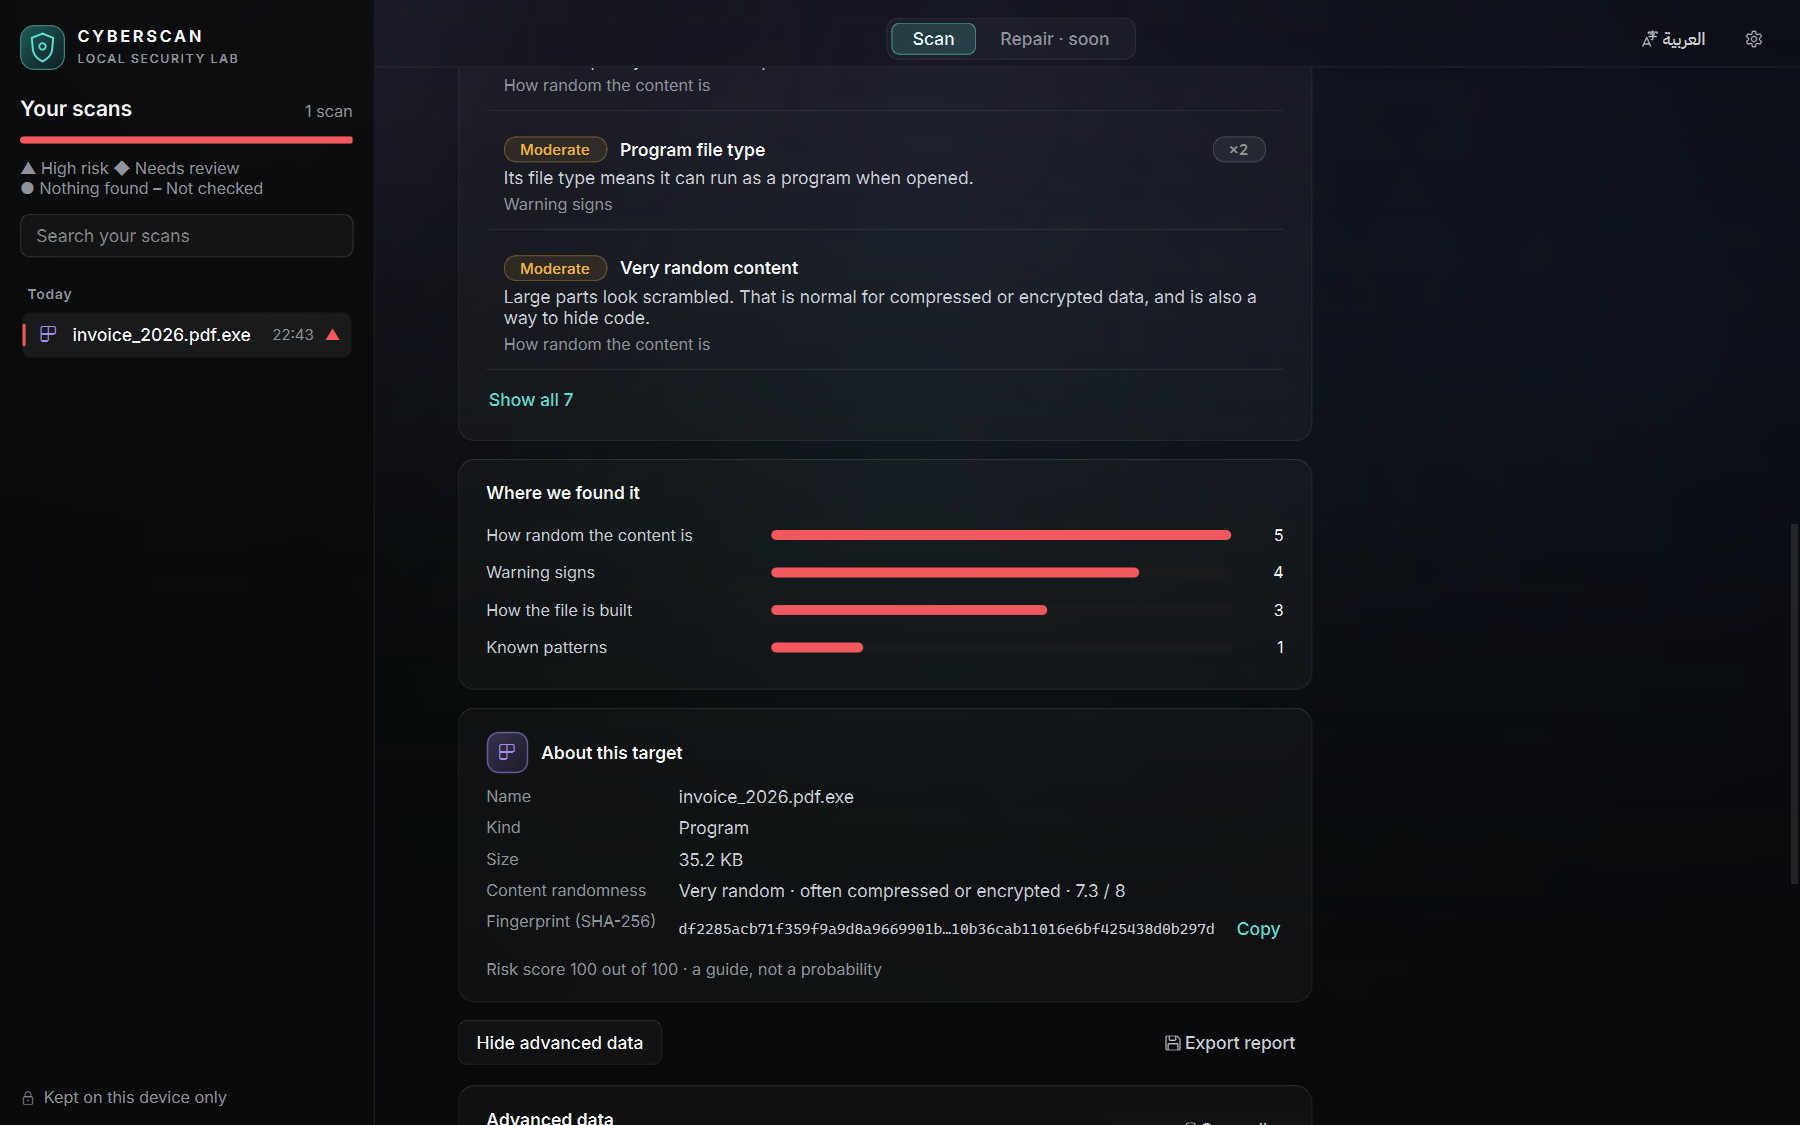 CYBERSCAN
LOCAL SECURITY LAB
Your scans
1 scan
▲ High risk ◆ Needs review
● Nothing found – Not checked
Search your scans
Today
invoice_2026.pdf.exe 22:43
Kept on this device only
Scan
Repair · soon
العربية
How random the content is
Moderate Program file type ×2
Its file type means it can run as a program when opened.
Warning signs
Moderate Very random content
Large parts look scrambled. That is normal for compressed or encrypted data, and is also a
way to hide code.
How random the content is
Show all 7
Where we found it
How random the content is 5
Warning signs 4
How the file is built 3
Known patterns 1
About this target
Name invoice_2026.pdf.exe
Kind Program
Size 35.2 KB
Content randomness Very random · often compressed or encrypted · 7.3 / 8
Fingerprint (SHA-256) df2285acb71f359f9a9d8a9669901b…10b36cab11016e6bf425438d0b297d Copy
Risk score 100 out of 100 · a guide, not a probability
Hide advanced data
Export report
Advanced data